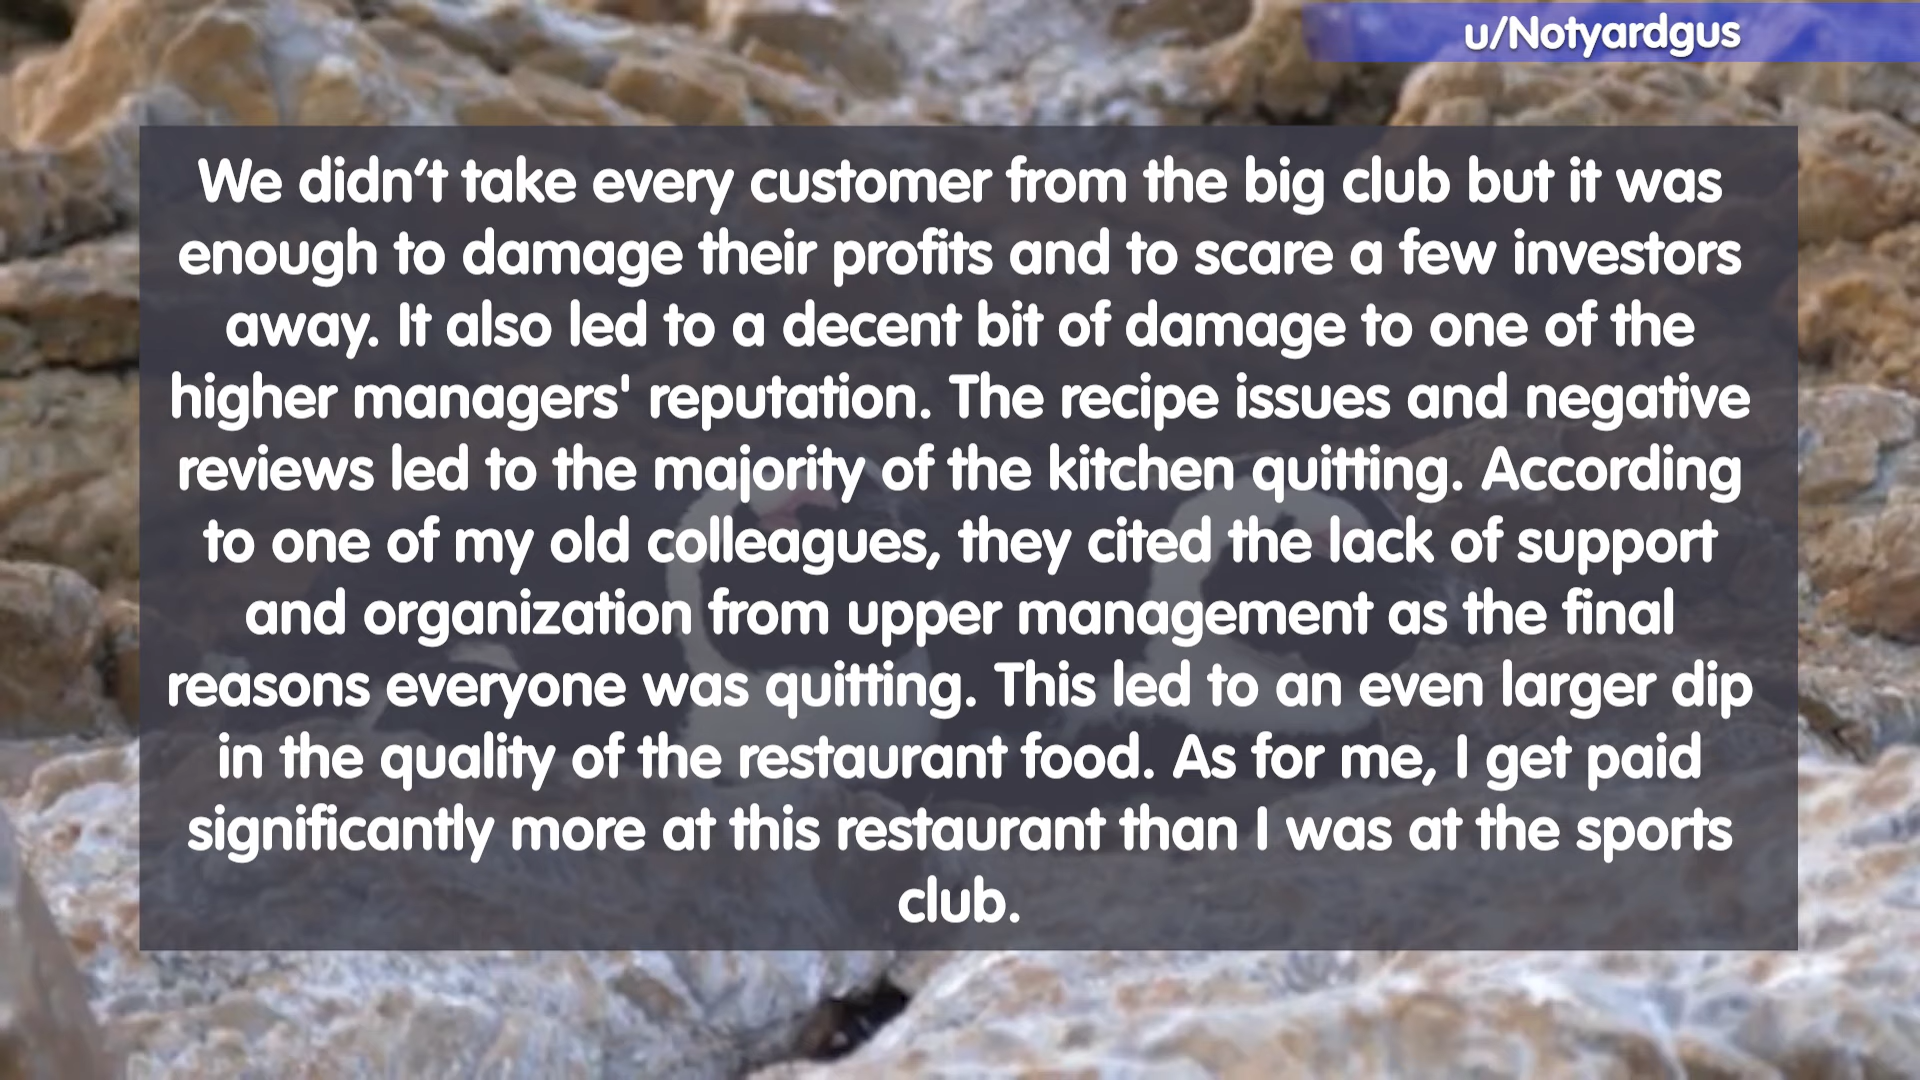 u/Notyardgus
We didn't take every customer from the big club but it was
enough to damage their profits and to scare a few investors
away. It also led to a decent bit of damage to one of the
higher managers' reputation. The recipe issues and negative
reviews led to the majority of the kitchen quitting. According
to one of my old colleagues, they cited the lack of support
and organization from upper management as the final
reasons everyone was quitting. This led to an even larger dip
in the quality of the restaurant food. As for me, I get paid
significantly more at this restaurant than I was at the sports
club.